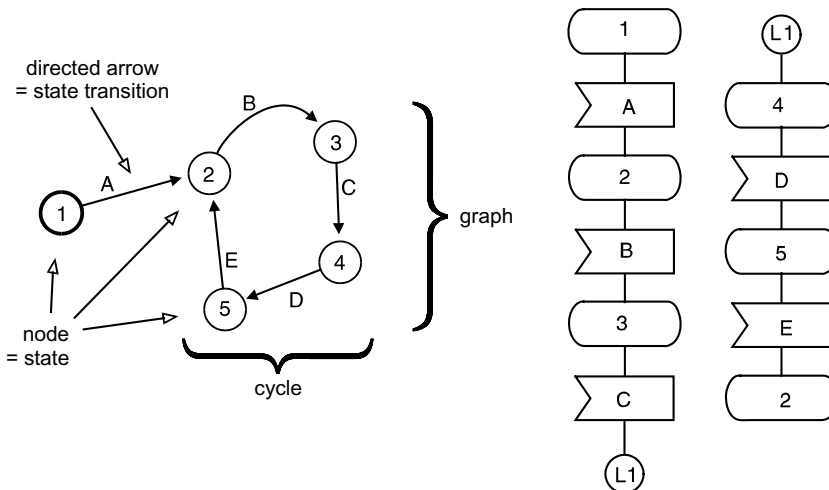 directed arrow
= state transition
A
B
C
D
E
1
2
3
4
5
node
= state
cycle
graph
1
A
2
B
3
C
L1
L1
4
D
5
E
2